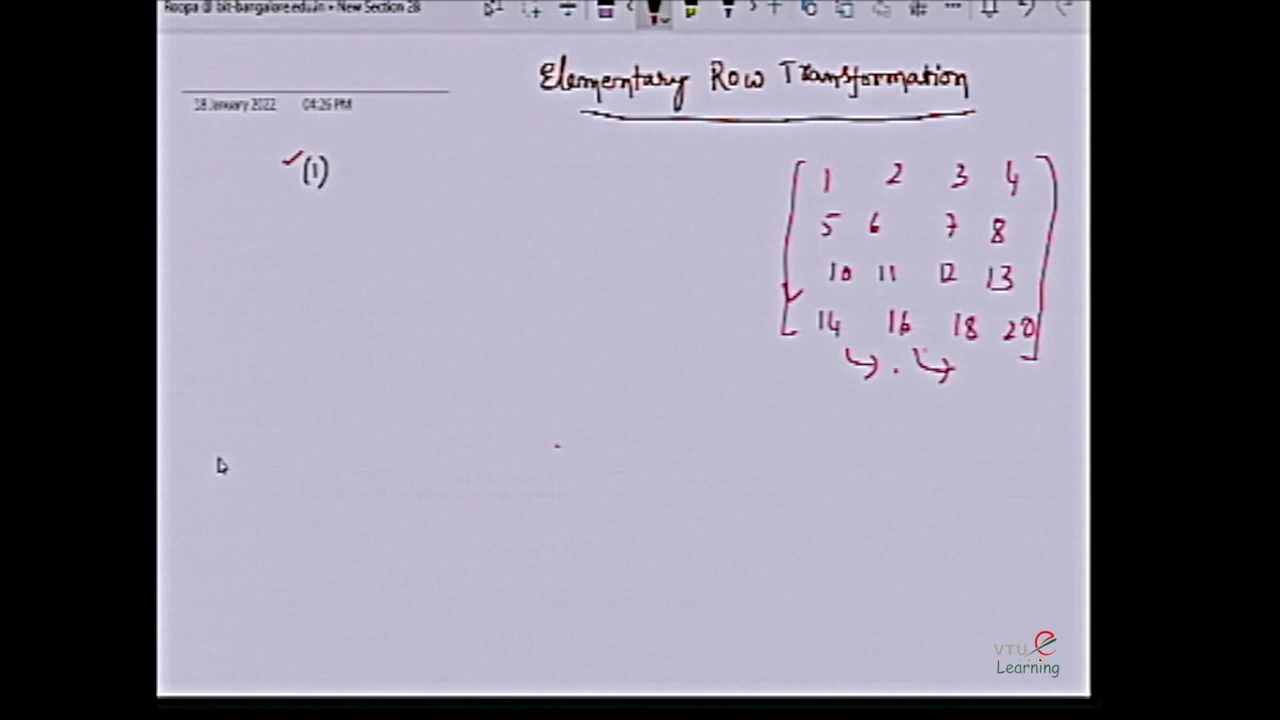 Roopa @ bit-bangalore.edu.in • New Section 28
Elementary Row Transformation
18 January 2022 04:26 PM
(1)
1 2 3 4
5 6 7 8
10 11 12 13
14 16 18 20
VTU e
Learning